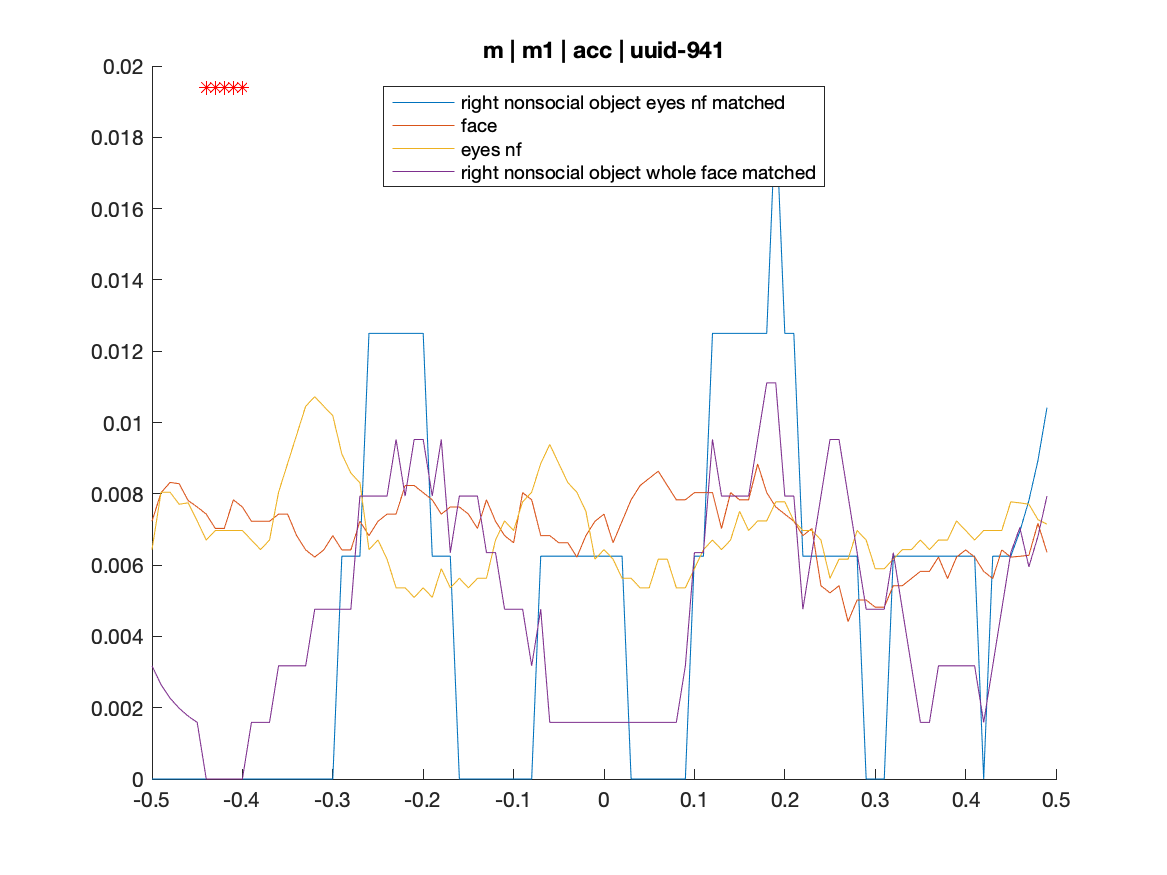 m | m1 | acc | uuid-941
0.02
right nonsocial object eyes nf matched
face
eyes nf
right nonsocial object whole face matched
0.018
0.016
0.014
0.012
0.01
0.008
0.006
0.004
0.002
0
-0.5 -0.4 -0.3 -0.2 -0.1 0 0.1 0.2 0.3 0.4 0.5